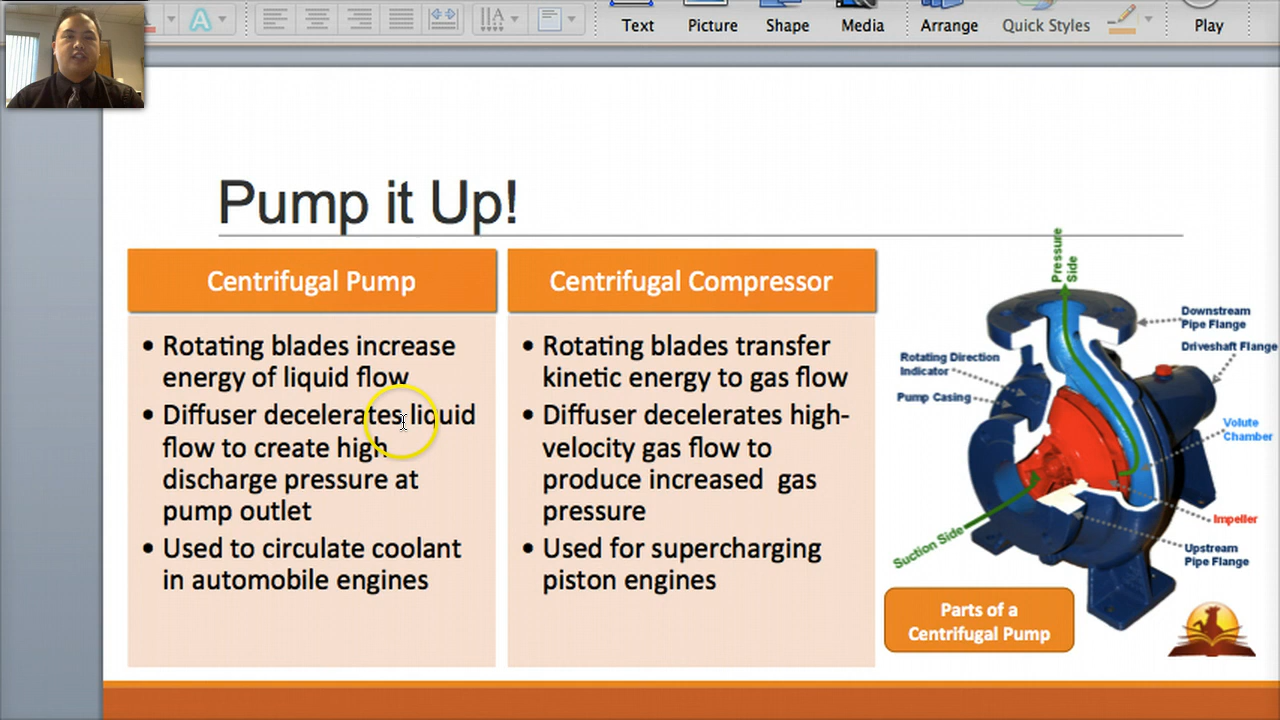 Text
Picture
Shape
Media
Arrange
Quick Styles
Play
Pump it Up!
Centrifugal Pump
• Rotating blades increase
energy of liquid flow
• Diffuser decelerates liquid
flow to create high
discharge pressure at
pump outlet
• Used to circulate coolant
in automobile engines
Centrifugal Compressor
• Rotating blades transfer
kinetic energy to gas flow
• Diffuser decelerates high-
velocity gas flow to
produce increased gas
pressure
• Used for supercharging
piston engines
Pressure
Side
Downstream
Pipe Flange
Driveshaft Flange
Rotating Direction
Indicator
Pump Casing
Volute
Chamber
Impeller
Suction Side
Upstream
Pipe Flange
Parts of a
Centrifugal Pump